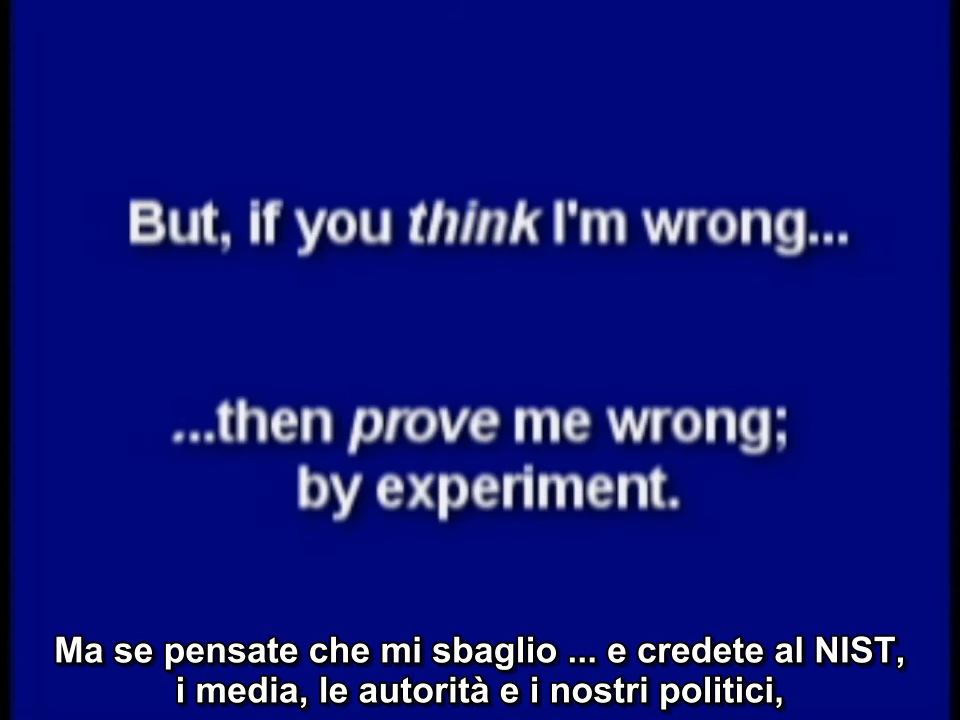 But, if you think I'm wrong...
...then prove me wrong;
by experiment.
Ma se pensate che mi sbaglio ... e credete al NIST,
i media, le autorità e i nostri politici,